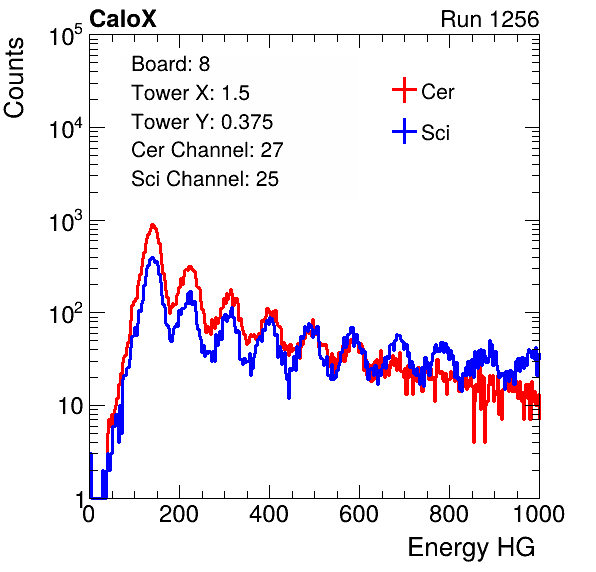 CaloX Run 1256
Counts
10^5
10^4
10^3
10^2
10
1
Board: 8
Tower X: 1.5
Tower Y: 0.375
Cer Channel: 27
Sci Channel: 25
Cer
Sci
0 200 400 600 800 1000
Energy HG